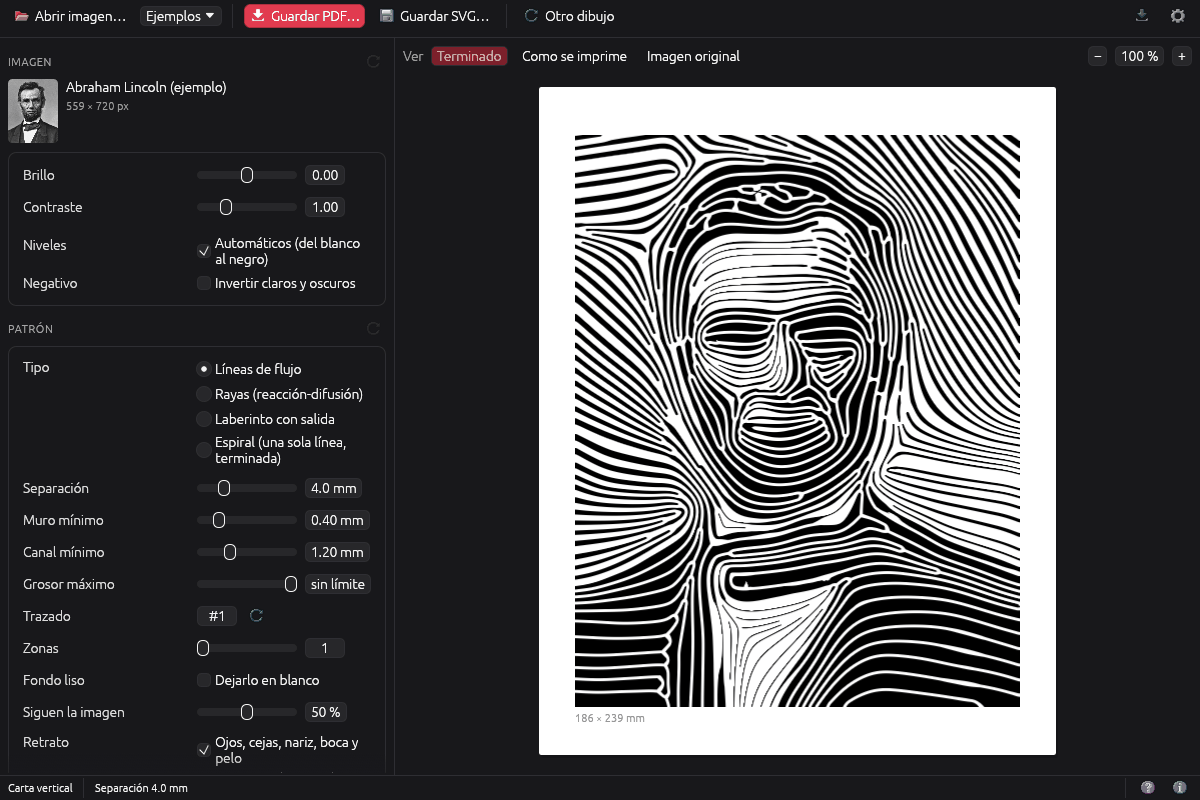 Abrir imagen...
Ejemplos
Guardar PDF...
Guardar SVG...
Otro dibujo
IMAGEN
Abraham Lincoln (ejemplo)
559 × 720 px
Brillo 0.00
Contraste 1.00
Niveles
Automáticos (del blanco
al negro)
Negativo
Invertir claros y oscuros
PATRÓN
Tipo
Líneas de flujo
Rayas (reacción-difusión)
Laberinto con salida
Espiral (una sola línea,
terminada)
Separación 4.0 mm
Muro mínimo 0.40 mm
Canal mínimo 1.20 mm
Grosor máximo sin límite
Trazado #1
Zonas 1
Fondo liso Dejarlo en blanco
Siguen la imagen 50 %
Retrato
Ojos, cejas, nariz, boca y
pelo
Ver Terminado Como se imprime Imagen original
− 100 % +
186 × 239 mm
Carta vertical Separación 4.0 mm